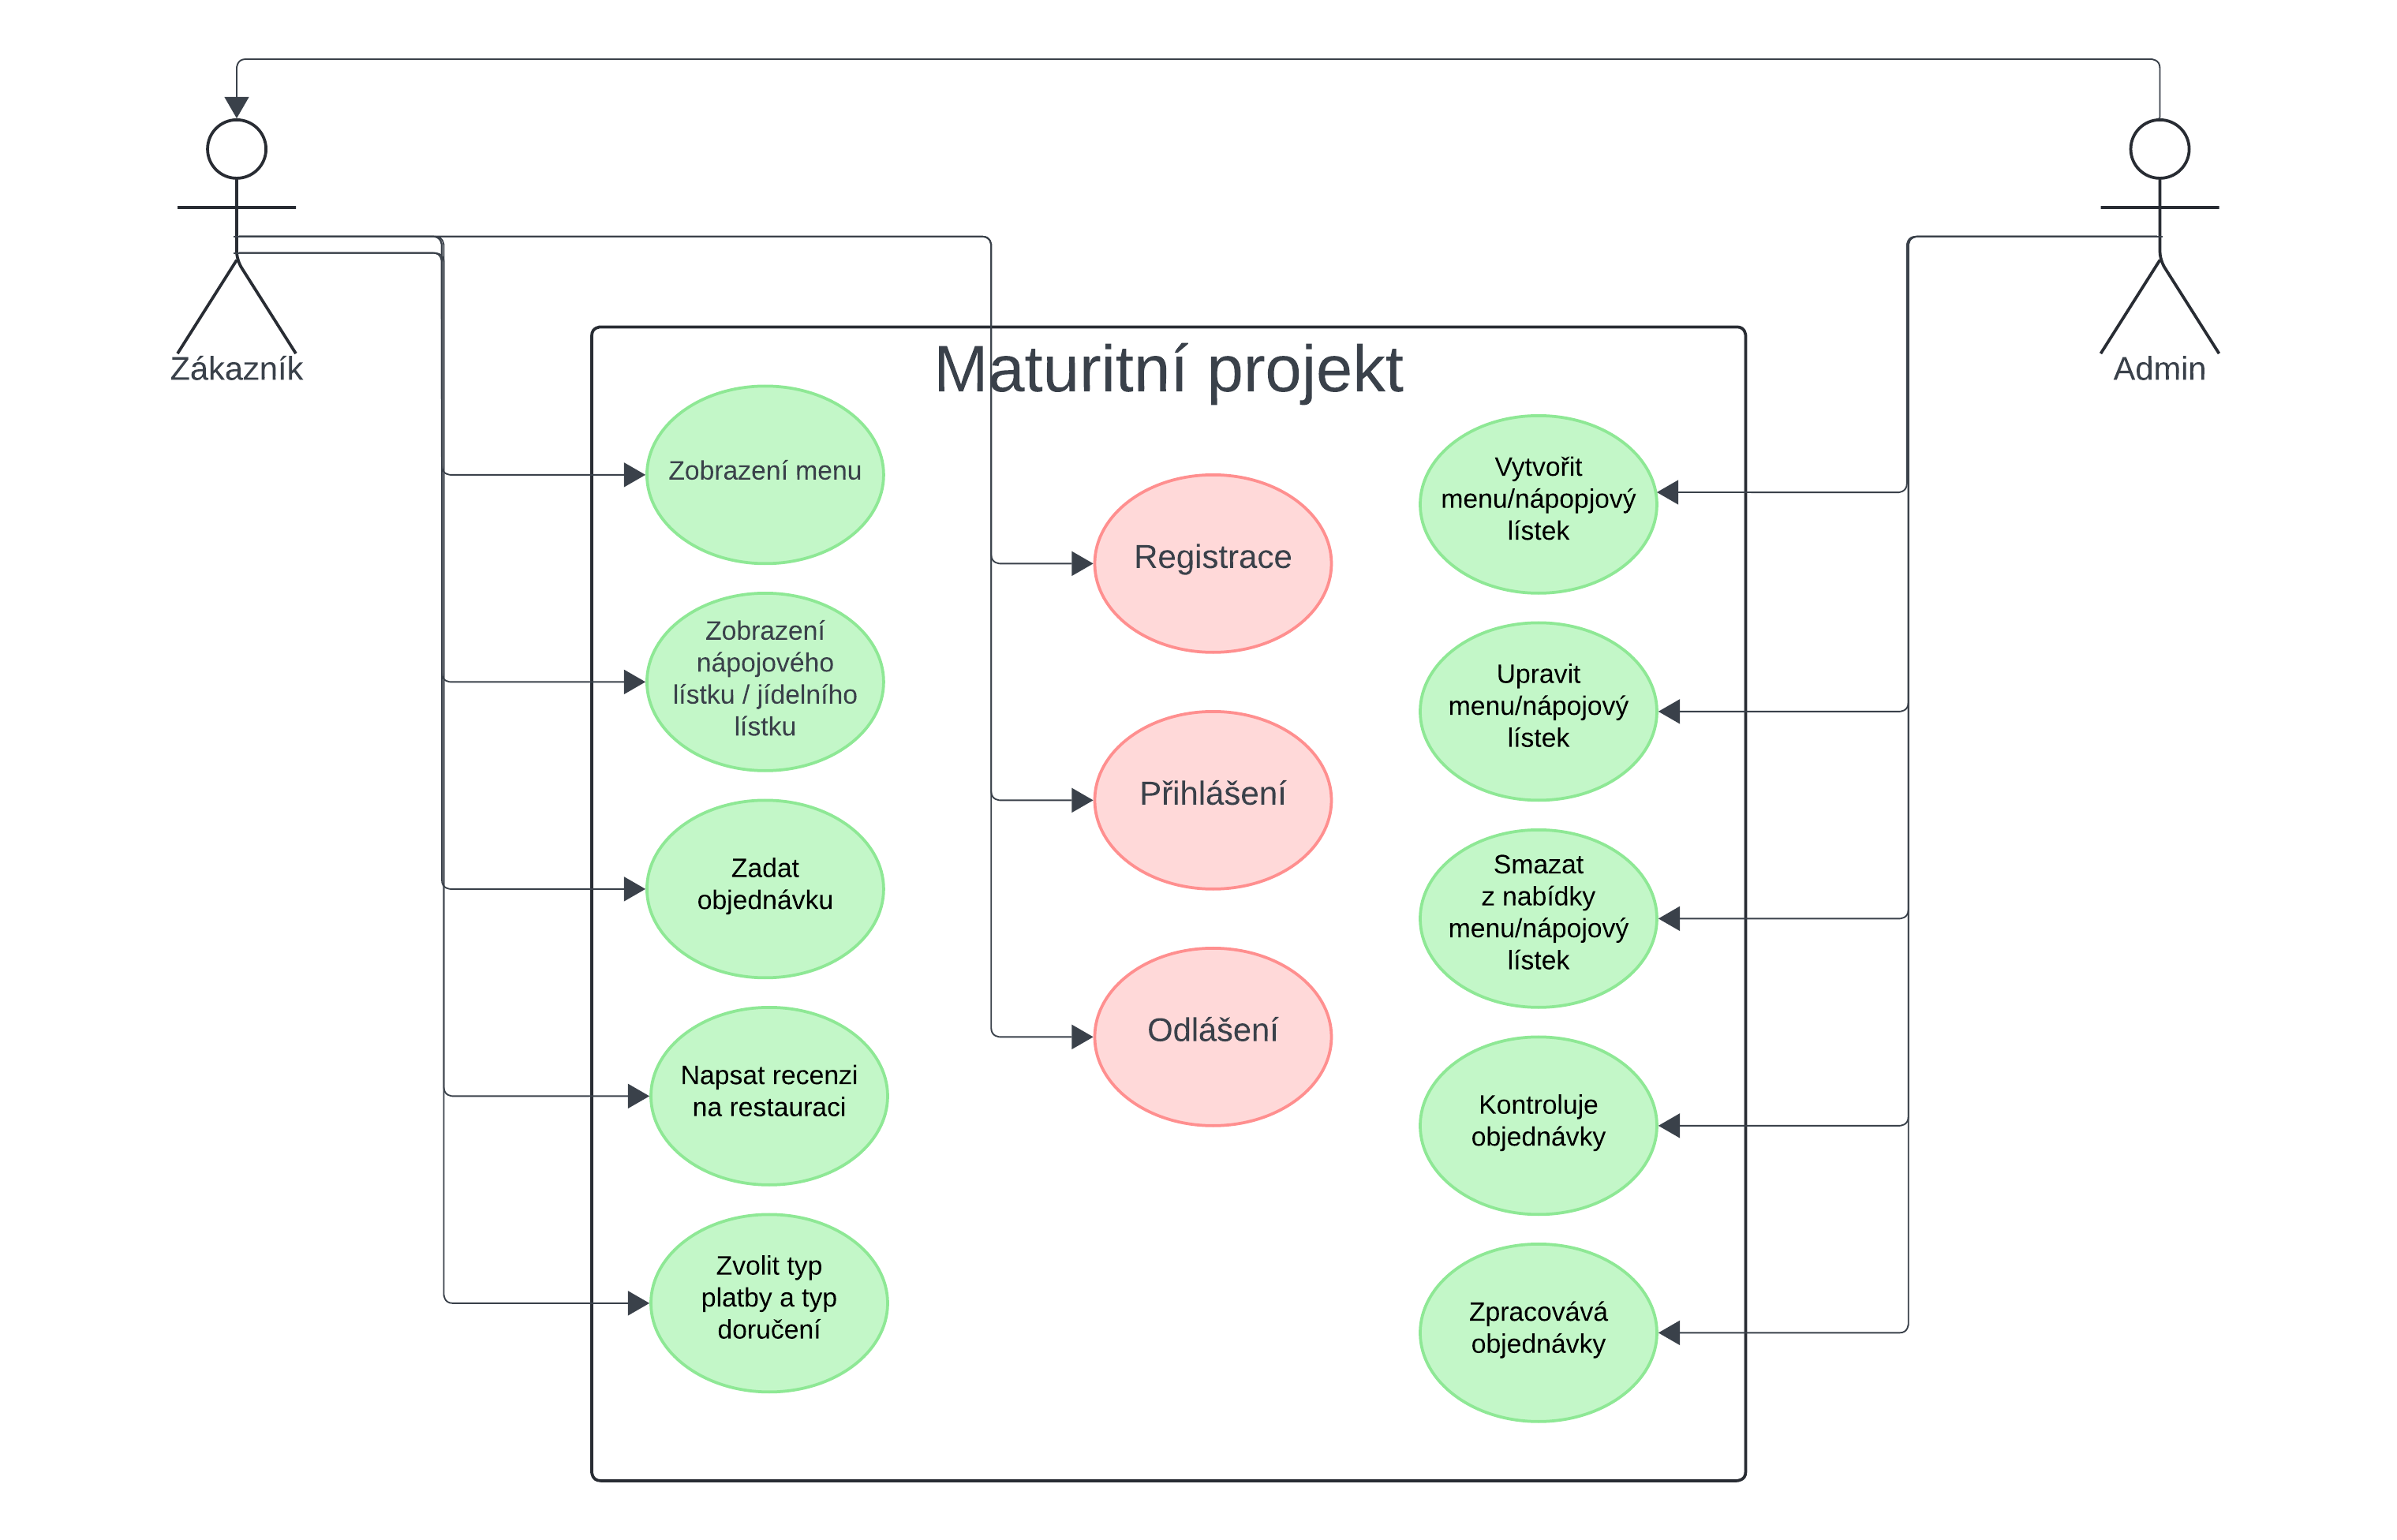 Zákazník
Admin
Maturitní projekt
Zobrazení menu
Zobrazení
nápojového
lístku / jídelního
lístku
Zadat
objednávku
Napsat recenzi
na restauraci
Zvolit typ
platby a typ
doručení
Registrace
Přihlášení
Odlášení
Vytvořit
menu/nápopjový
lístek
Upravit
menu/nápojový
lístek
Smazat
z nabídky
menu/nápojový
lístek
Kontroluje
objednávky
Zpracovává
objednávky